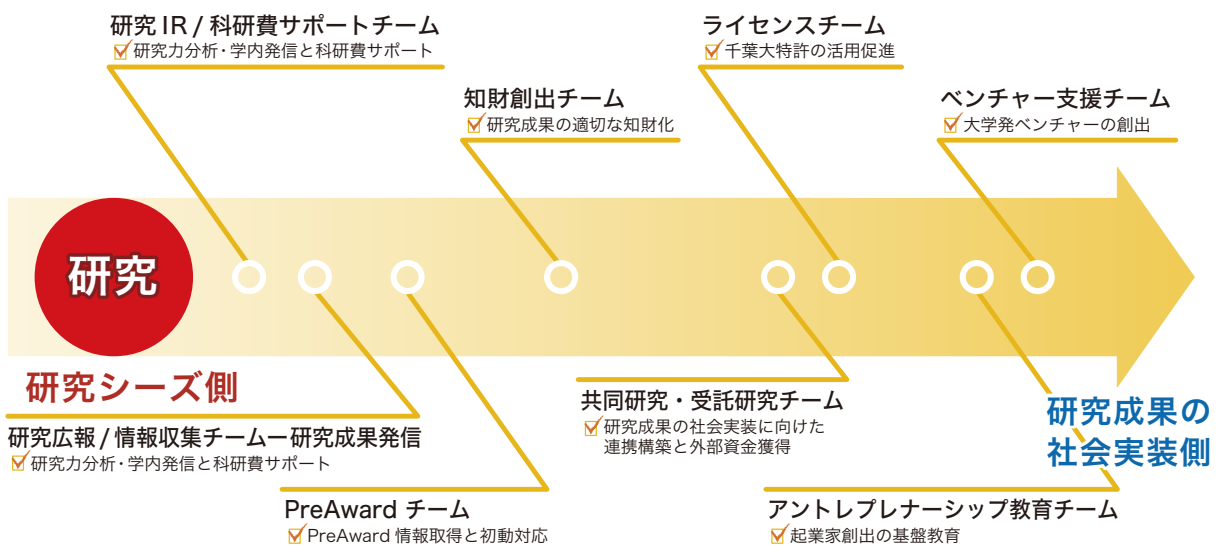 研究 IR / 科研費サポートチーム
研究力分析・学内発信と科研費サポート
ライセンスチーム
千葉大特許の活用促進
知財創出チーム
研究成果の適切な知財化
ベンチャー支援チーム
大学発ベンチャーの創出
研究
研究シーズ側
研究広報 / 情報収集チームー研究成果発信
研究力分析・学内発信と科研費サポート
共同研究・受託研究チーム
研究成果の社会実装に向けた
連携構築と外部資金獲得
研究成果の
社会実装側
PreAward チーム
PreAward 情報取得と初動対応
アントレプレナーシップ教育チーム
起業家創出の基盤教育